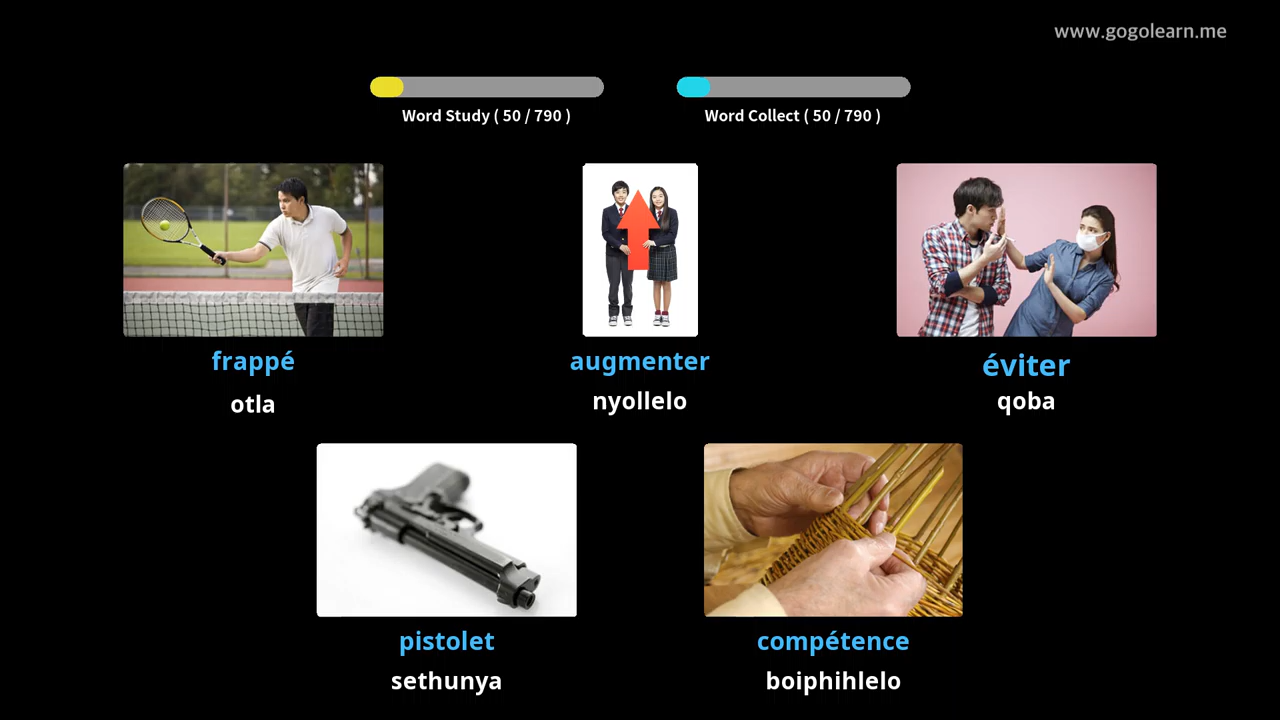 www.gogolearn.me
Word Study ( 50 / 790 )
Word Collect ( 50 / 790 )
frappé
otla
augmenter
nyollelo
éviter
qoba
pistolet
sethunya
compétence
boiphihlelo